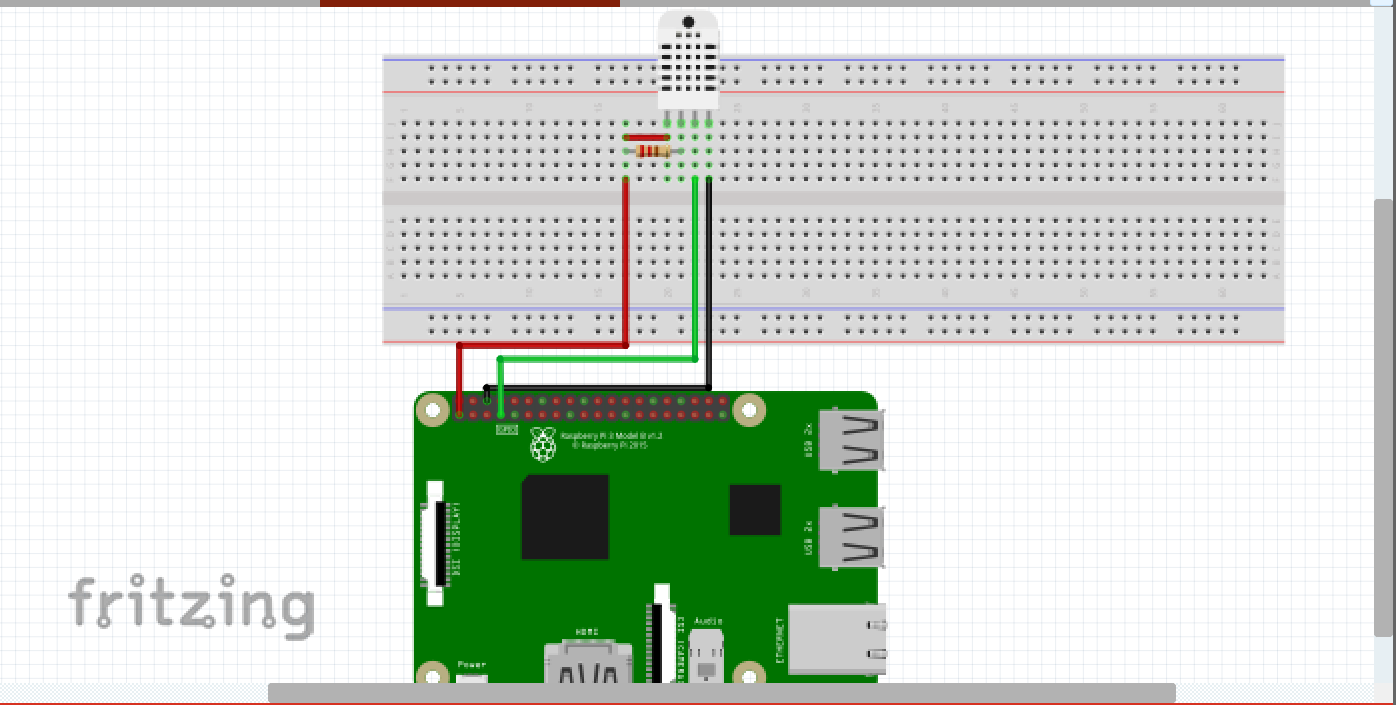 1 5 10 15 20 25 30 35 40 45 50 55 60
1 5 10 15 20 25 30 35 40 45 50 55 60
GPIO
Raspberry Pi 3 Model B v1.2
© Raspberry Pi 2015
USB 2x
DSI (DISPLAY)
USB 2x
fritzing
HDMI
CSI (CAMERA)
Audio
ETHERNET
Power